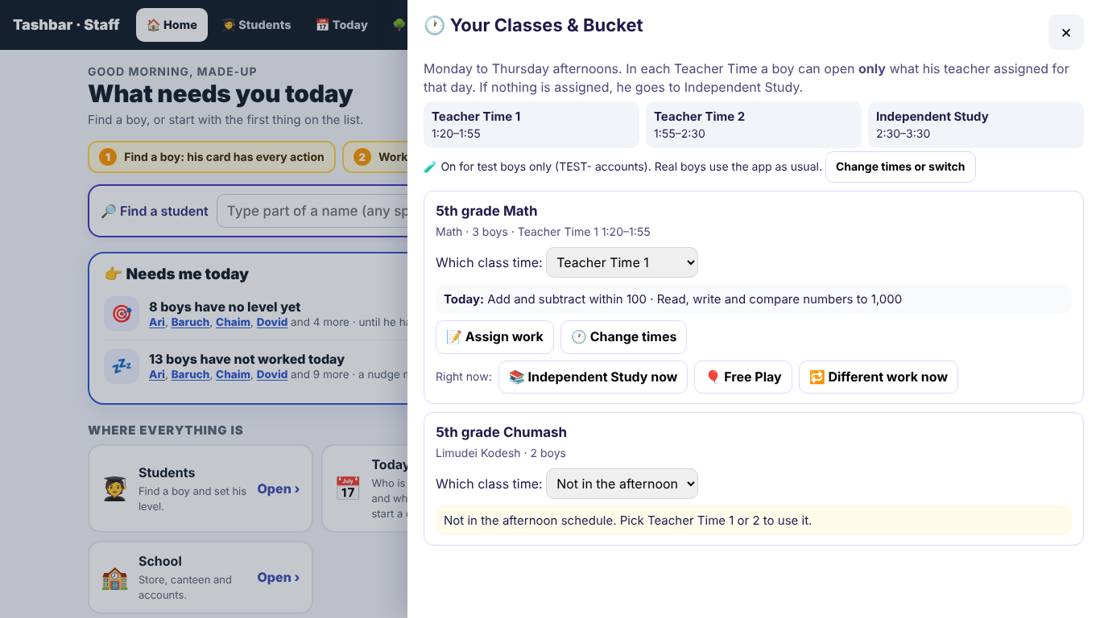 Tashbar · Staff
Home
Students
Today
GOOD MORNING, MADE-UP
What needs you today
Find a boy, or start with the first thing on the list.
1 Find a boy: his card has every action
2 Work
Find a student
Type part of a name (any sp
Needs me today
8 boys have no level yet
Ari, Baruch, Chaim, Dovid and 4 more · until he ha
13 boys have not worked today
Ari, Baruch, Chaim, Dovid and 9 more · a nudge
WHERE EVERYTHING IS
Students
Find a boy and set his
level.
Open ›
Today
Who is
and wh
start a
School
Store, canteen and
accounts.
Open ›
Your Classes & Bucket
×
Monday to Thursday afternoons. In each Teacher Time a boy can open only what his teacher assigned for
that day. If nothing is assigned, he goes to Independent Study.
Teacher Time 1
1:20–1:55
Teacher Time 2
1:55–2:30
Independent Study
2:30–3:30
On for test boys only (TEST- accounts). Real boys use the app as usual.
Change times or switch
5th grade Math
Math · 3 boys · Teacher Time 1 1:20–1:55
Which class time: Teacher Time 1
Today: Add and subtract within 100 · Read, write and compare numbers to 1,000
Assign work
Change times
Right now: Independent Study now
Free Play
Different work now
5th grade Chumash
Limudei Kodesh · 2 boys
Which class time: Not in the afternoon
Not in the afternoon schedule. Pick Teacher Time 1 or 2 to use it.